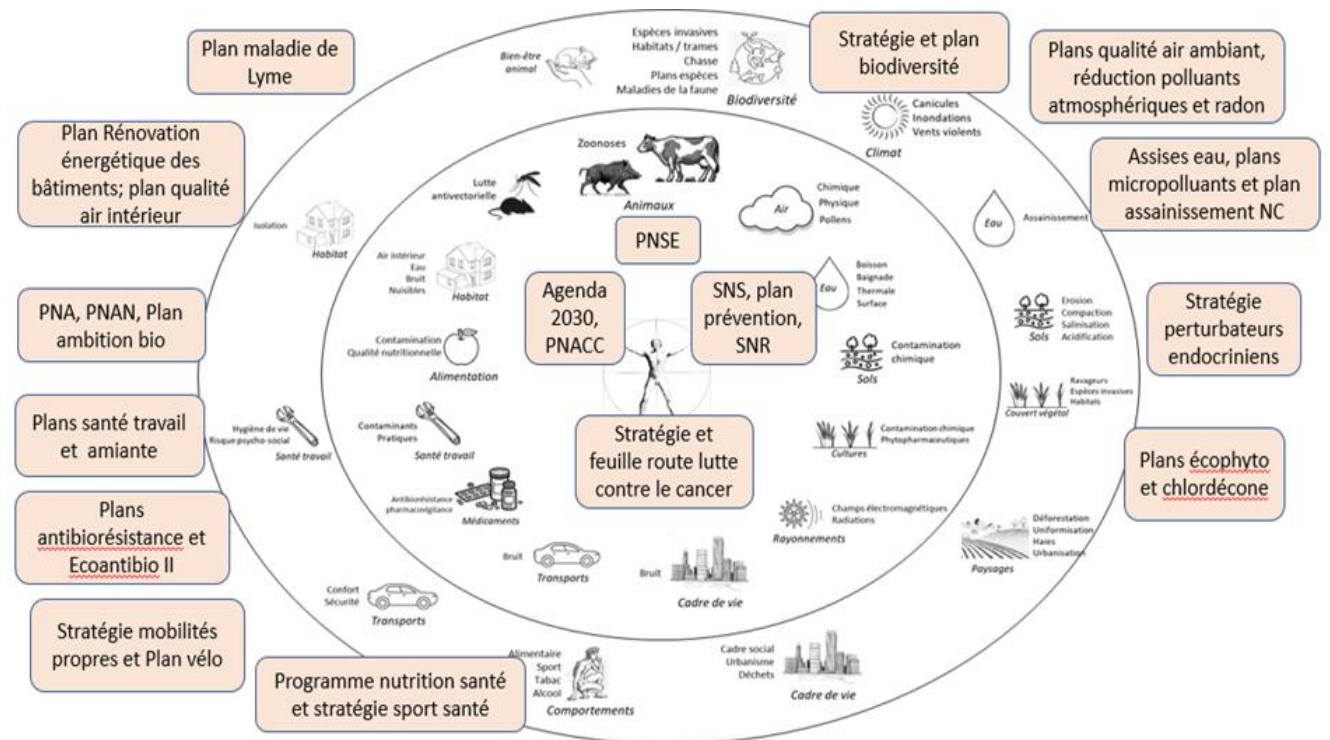 Plan maladie de
Lyme
Bien-être
animal
Espèces invasives
Habitats / trames
Chasse
Plans espèces
Maladies de la faune
Biodiversité
Stratégie et plan
biodiversité
Plans qualité air ambiant,
réduction polluants
atmosphériques et radon
Canicules
Inondations
Vents violents
Climat
Plan Rénovation
énergétique des
bâtiments; plan qualité
air intérieur
Zoonoses
Animaux
Lutte
antivectorielle
Air
Chimique
Physique
Pollens
Assises eau, plans
micropolluants et plan
assainissement NC
Eau
Assainissement
Isolation
Habitat
Air intérieur
Eau
Bruit
Nuisibles
Habitat
PNSE
Agenda
2030,
PNACC
SNS, plan
prévention,
SNR
Eau
Boisson
Baignade
Thermale
Surface
PNA, PNAN, Plan
ambition bio
Contamination
Qualité nutritionnelle
Alimentation
Contamination
chimique
Sols
Erosion
Compaction
Salinisation
Acidification
Sols
Stratégie
perturbateurs
endocriniens
Plans santé travail
et amiante
Hygiène de vie
Risque psycho-social
Santé travail
Contaminants
Pratiques
Santé travail
Stratégie et
feuille route lutte
contre le cancer
Contamination chimique
Phytopharmaceutiques
Cultures
Ravageurs
Espèces invasives
Habitats
Couvert végétal
Plans écophyto
et chlordécone
Plans
antibiorésistance et
Ecoantibio II
Antibiorésistance
pharmacovigilance
Médicaments
Champs électromagnétiques
Radiations
Rayonnements
Déforestation
Uniformisation
Haies
Urbanisation
Paysages
Bruit
Transports
Bruit
Cadre de vie
Confort
Sécurité
Transports
Stratégie mobilités
propres et Plan vélo
Programme nutrition santé
et stratégie sport santé
Alimentaire
Sport
Tabac
Alcool
Comportements
Cadre social
Urbanisme
Déchets
Cadre de vie